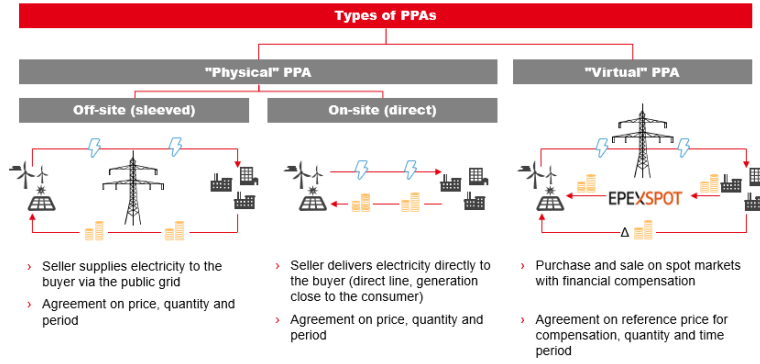 Types of PPAs
"Physical" PPA
"Virtual" PPA
Off-site (sleeved)
On-site (direct)
EPEXSPOT
Δ
› Seller supplies electricity to the
buyer via the public grid
› Agreement on price, quantity and
period
› Seller delivers electricity directly to
the buyer (direct line, generation
close to the consumer)
› Agreement on price, quantity and
period
› Purchase and sale on spot markets
with financial compensation
› Agreement on reference price for
compensation, quantity and time
period